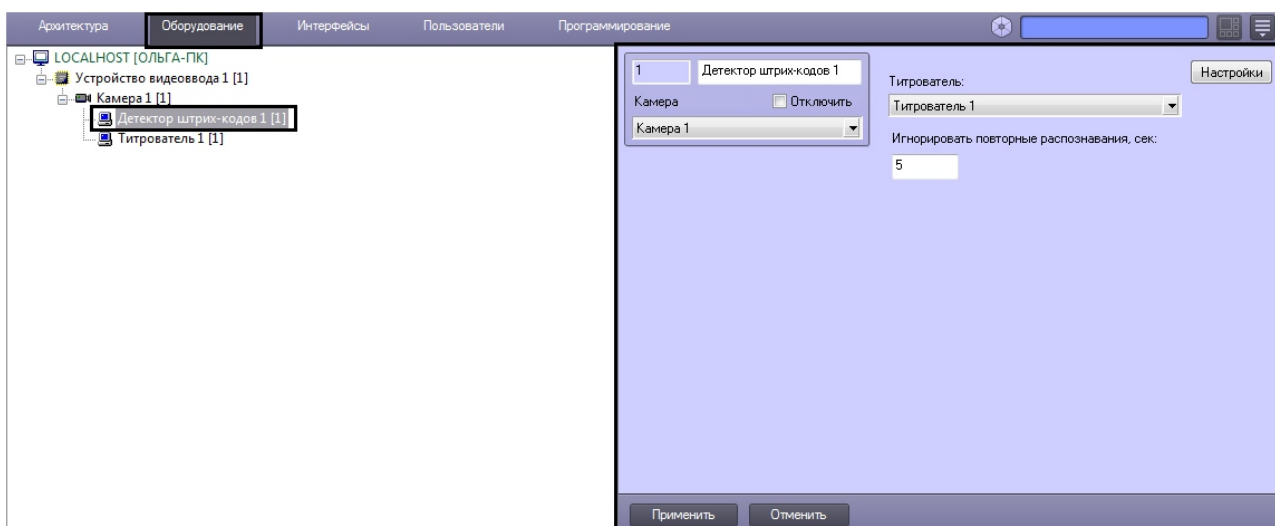 Архитектура Оборудование Интерфейсы Пользователи Программирование
LOCALHOST [ОЛЬГА-ПК]
Устройство видеоввода 1 [1]
Камера 1 [1]
Детектор штрих-кодов 1 [1]
Титрователь 1 [1]
1 Детектор штрих-кодов 1
Камера Отключить
Камера 1
Титрователь:
Настройки
Титрователь 1
Игнорировать повторные распознавания, сек:
5
Применить Отменить